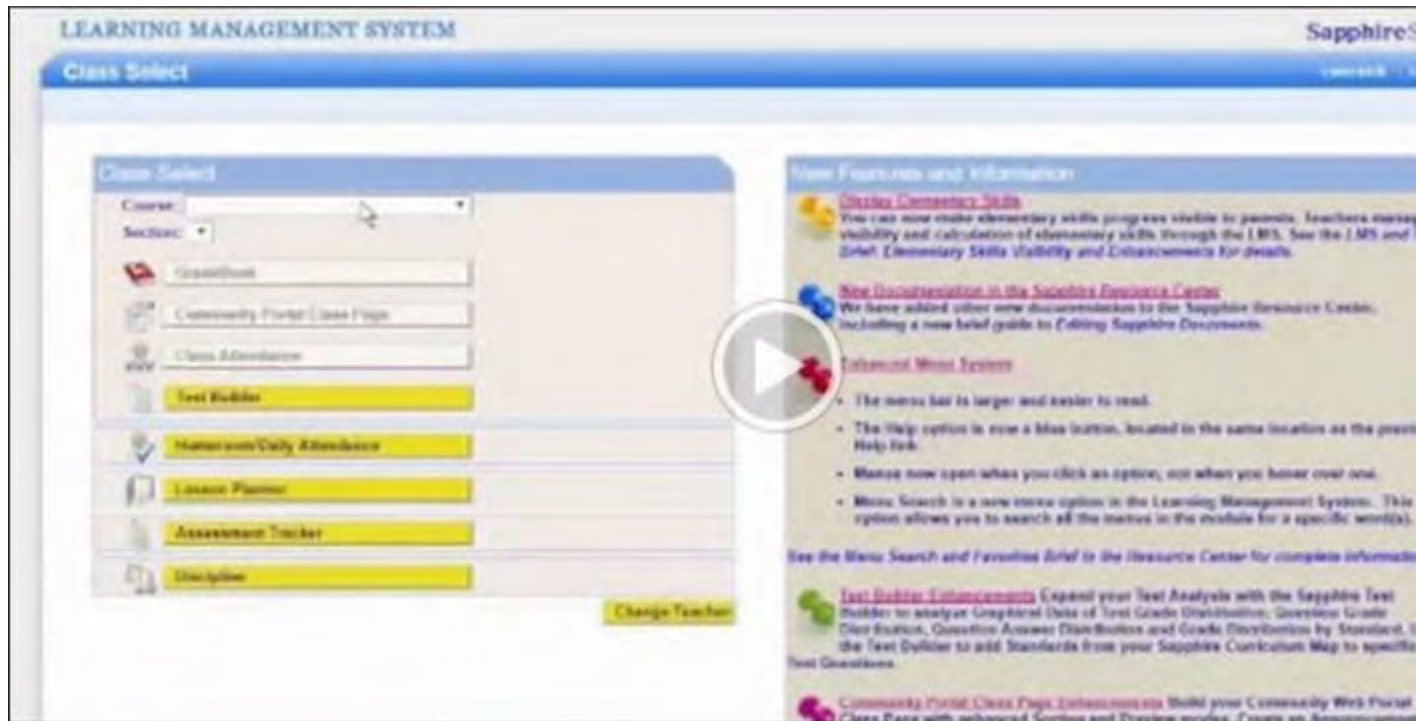 LEARNING MANAGEMENT SYSTEM
Sapphire
Class Select
Class Select
Course:
Section:
GradeBook
Community Portal Class Page
Class Attendance
Test Builder
Homeroom/Daily Attendance
Lesson Planner
Assessment Tracker
Discipline
Change Teacher
New Features and Information
Display Elementary Skills
You can now make elementary skills progress visible to parents. Teachers
visibility and calculation of elementary skills through the LMS. See the LMS and
Brief: Elementary Skills Visibility and Enhancements for details.
New Documentation in the Sapphire Resource Center
We have added other new documentation to the Sapphire Resource Center,
including a new brief guide to Editing Sapphire Documents.
Enhanced Menu System
• The menu bar is larger and easier to read.
• The Help option is now a blue button, located in the same location as the
Help link.
• Menus now open when you click an option, not when you hover over one.
• Menu Search is a new menu option in the Learning Management System. This
option allows you to search all the menus in the module for a specific word(s).
See the Menu Search and Favorites Brief in the Resource Center for complete
Test Builder Enhancements Expand your Test Analysis with the Sapphire Test
Builder to analyze Graphical Data of Test Grade Distribution, Question Grade
Distribution, Question Answer Distribution and Grade Distribution by Standard.
the Test Builder to add Standards from your Sapphire Curriculum Map to
Test Questions.
Community Portal Class Page Enhancements Build your Community Web Portal
Class Page with enhanced Sorting and Preview modes.